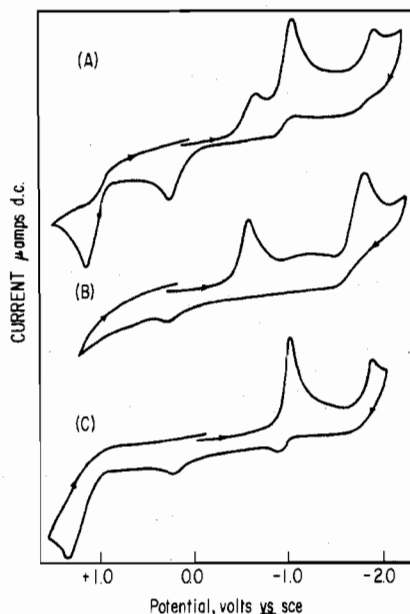 (A)
(B)
(C)
CURRENT μamps d.c.
+1.0 0.0 -1.0 -2.0
Potential, volts vs sce